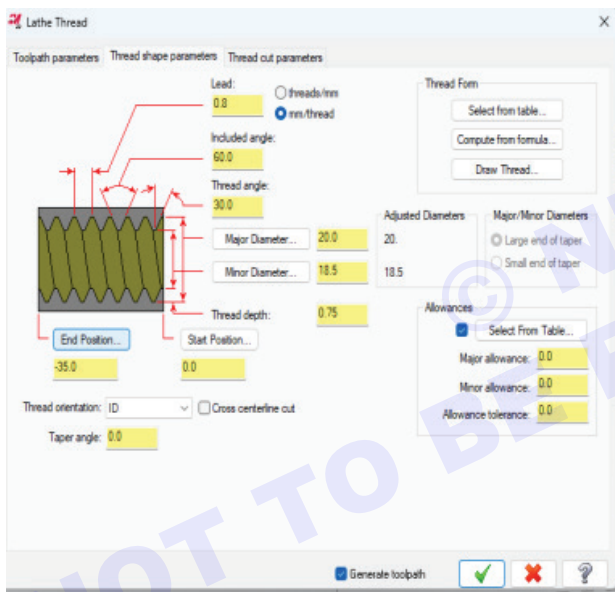 Lathe Thread
Toolpath parameters Thread shape parameters Thread cut parameters
Lead:
0.8
threads/mm
mm/thread
Included angle:
60.0
Thread angle:
30.0
Major Diameter... 20.0
Minor Diameter... 18.5
Thread depth: 0.75
End Position... Start Position...
-35.0 0.0
Thread orientation: ID Cross centerline cut
Taper angle: 0.0
Thread Form
Select from table...
Compute from formula...
Draw Thread...
Adjusted Diameters
20.
18.5
Major/Minor Diameters
Large end of taper
Small end of taper
Allowances
Select From Table...
Major allowance: 0.0
Minor allowance: 0.0
Allowance tolerance: 0.0
Generate toolpath
© N
NOT TO BE